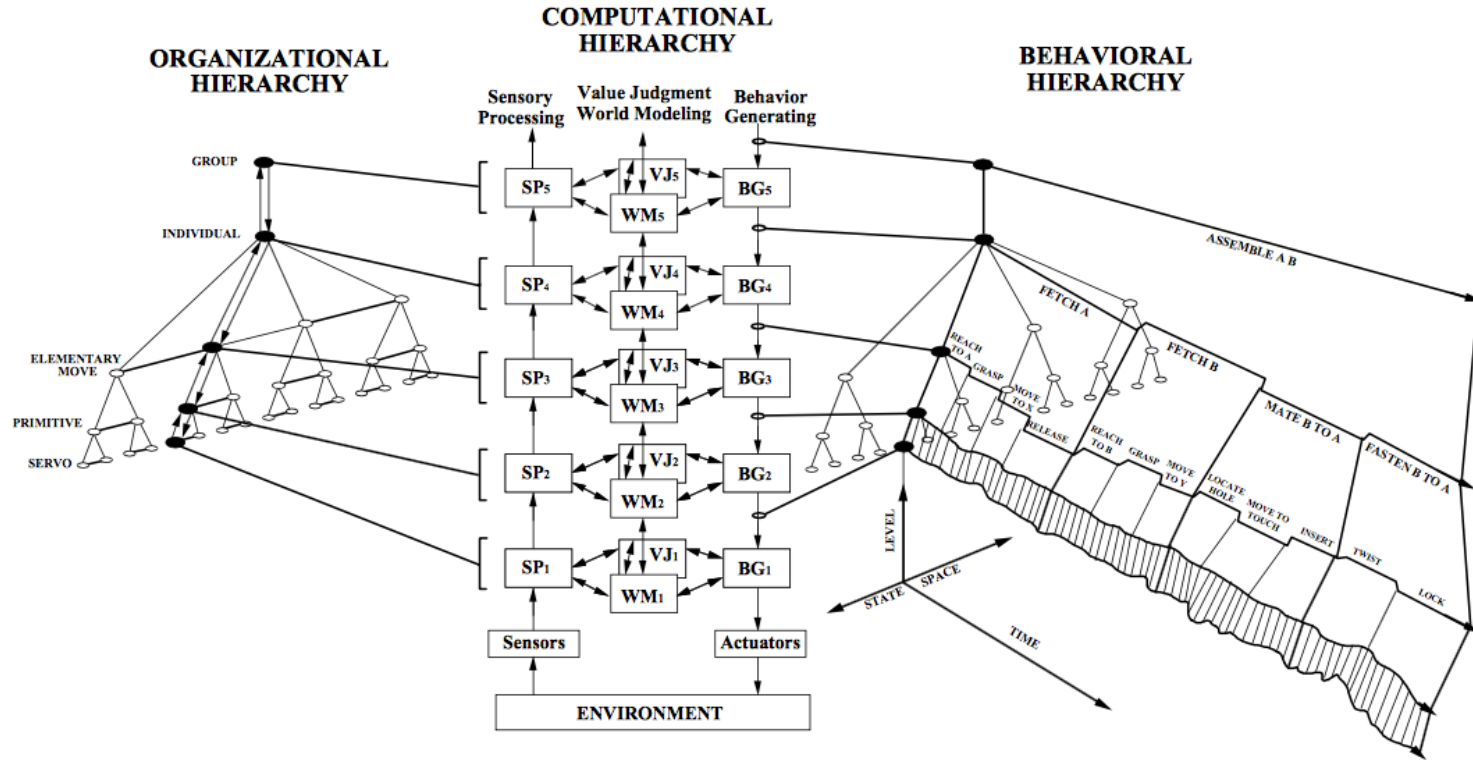 COMPUTATIONAL
HIERARCHY
ORGANIZATIONAL
HIERARCHY
BEHAVIORAL
HIERARCHY
Sensory
Processing
Value Judgment
World Modeling
Behavior
Generating
GROUP
INDIVIDUAL
ELEMENTARY
MOVE
PRIMITIVE
SERVO
SP5
VJ5
WM5
BG5
SP4
VJ4
WM4
BG4
SP3
VJ3
WM3
BG3
SP2
VJ2
WM2
BG2
SP1
VJ1
WM1
BG1
Sensors
Actuators
ENVIRONMENT
ASSEMBLE A B
FETCH A
FETCH B
MATE B TO A
FASTEN B TO A
REACH
TO A
GRASP
MOVE
TO X
RELEASE
REACH
TO B
GRASP
MOVE
TO Y
LOCATE
HOLE
MOVE TO
TOUCH
INSERT
TWIST
LOCK
LEVEL
STATE
SPACE
TIME